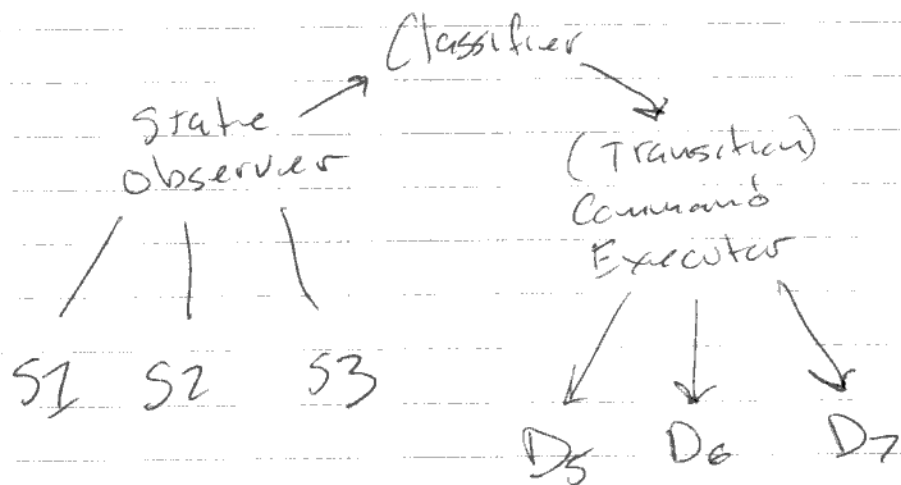 Classifier
State
Observer
(Transition)
Command
Executor
S1 S2 S3
D5 D6 D7